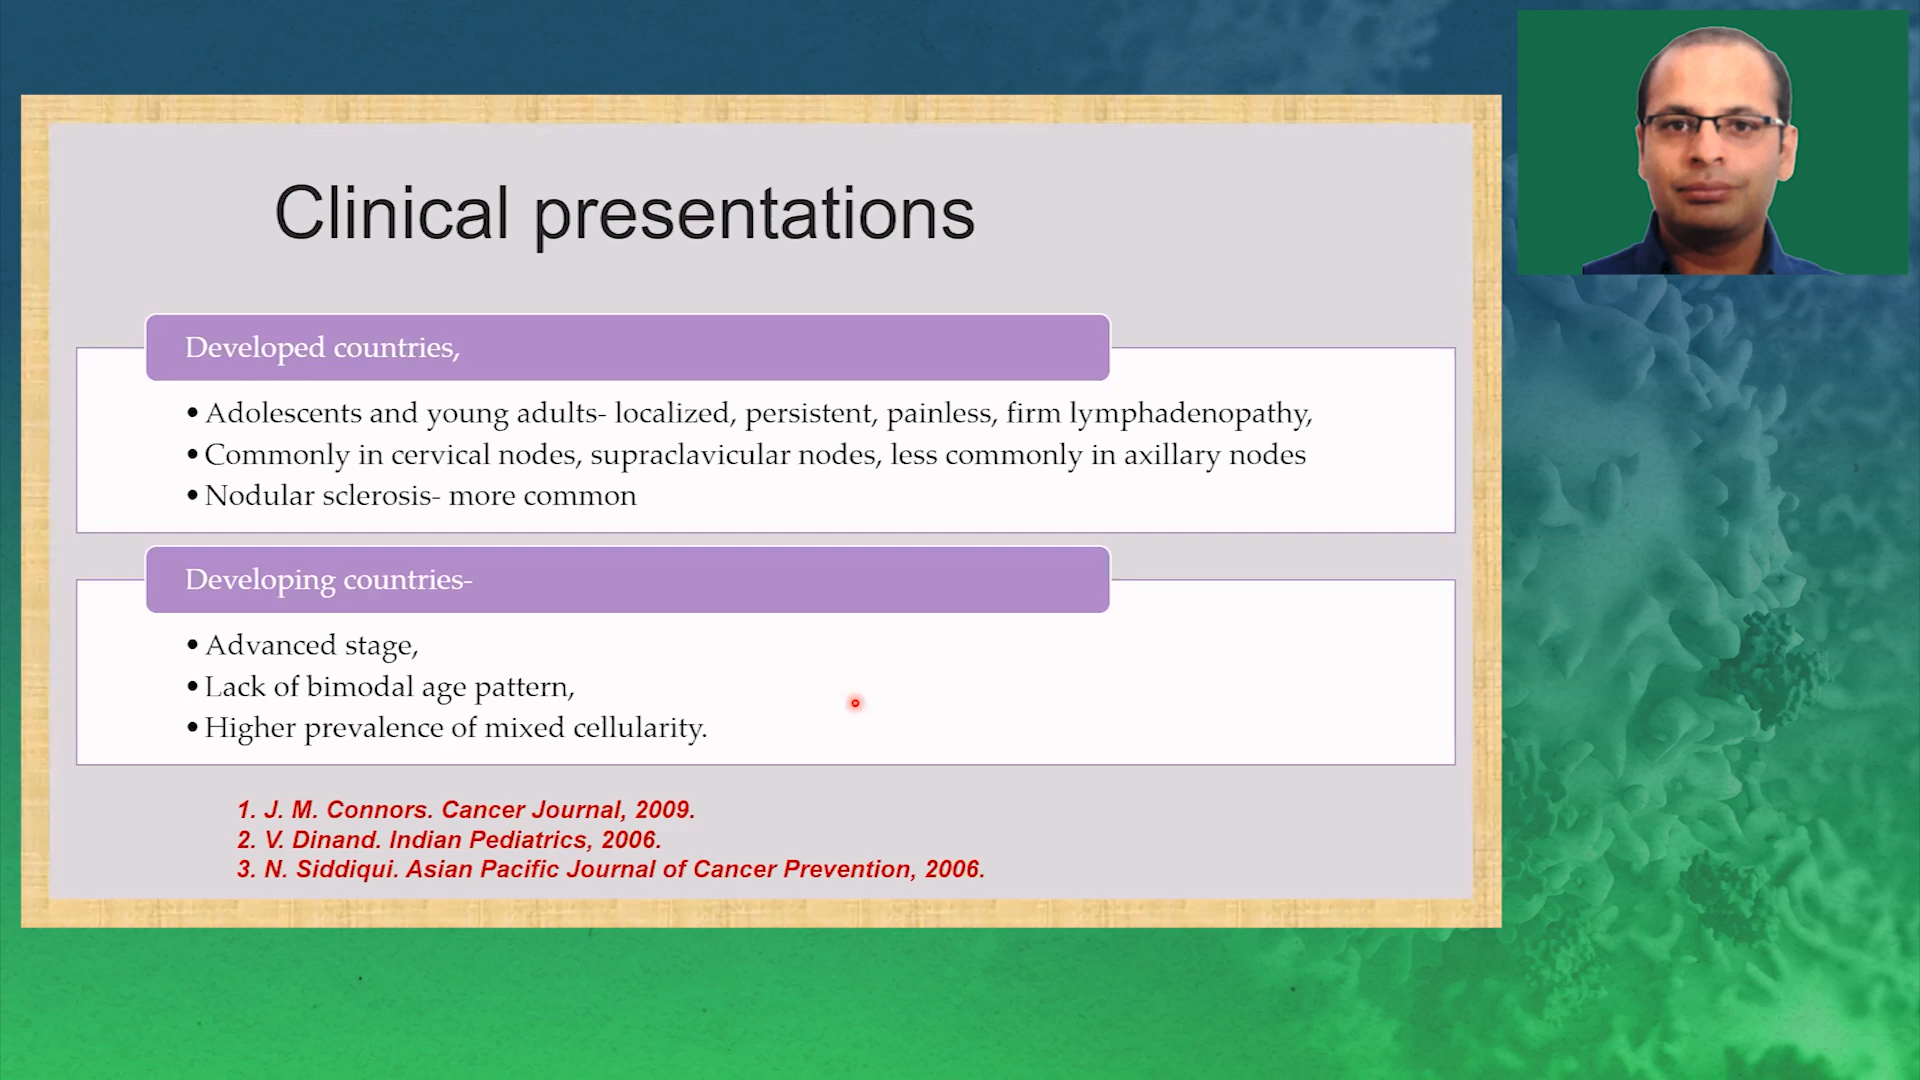 Clinical presentations
Developed countries,
• Adolescents and young adults- localized, persistent, painless, firm lymphadenopathy,
• Commonly in cervical nodes, supraclavicular nodes, less commonly in axillary nodes
• Nodular sclerosis- more common
Developing countries-
• Advanced stage,
• Lack of bimodal age pattern,
• Higher prevalence of mixed cellularity.
1. J. M. Connors. Cancer Journal, 2009.
2. V. Dinand. Indian Pediatrics, 2006.
3. N. Siddiqui. Asian Pacific Journal of Cancer Prevention, 2006.